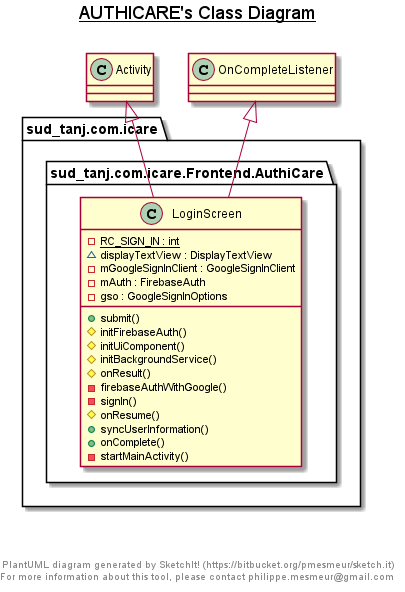 AUTHICARE's Class Diagram
C Activity
C OnCompleteListener
sud_tanj.com.icare
sud_tanj.com.icare.Frontend.AuthiCare
C LoginScreen
RC_SIGN_IN : int
displayTextView : DisplayTextView
mGoogleSignInClient : GoogleSignInClient
mAuth : FirebaseAuth
gso : GoogleSignInOptions
submit()
initFirebaseAuth()
initUiComponent()
initBackgroundService()
onResult()
firebaseAuthWithGoogle()
signIn()
onResume()
syncUserInformation()
onComplete()
startMainActivity()
PlantUML diagram generated by SketchIt! (https://bitbucket.org/pmesmeur/sketch.it)
For more information about this tool, please contact philippe.mesmeur@gmail.com